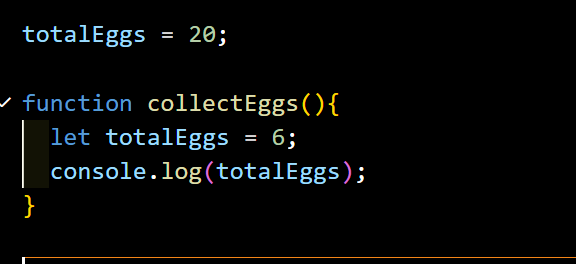 totalEggs = 20;
function collectEggs(){
let totalEggs = 6;
console.log(totalEggs);
}